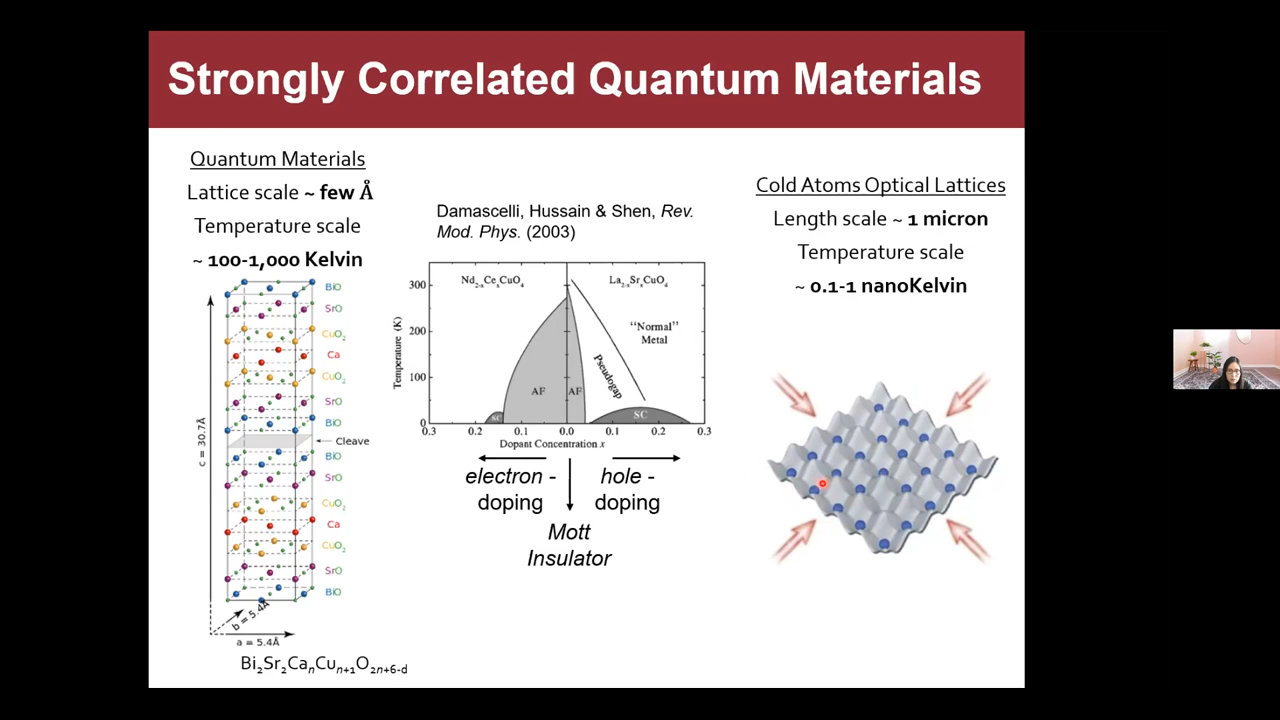 Strongly Correlated Quantum Materials
Quantum Materials
Lattice scale ~ few Å
Temperature scale
~ 100-1,000 Kelvin
BiO
SrO
CuO₂
Ca
CuO₂
SrO
BiO
Cleave
BiO
SrO
CuO₂
Ca
CuO₂
SrO
BiO
c = 30.7Å
b = 5.4Å
a = 5.4Å
Bi₂Sr₂CaₙCuₙ₊₁O₂ₙ₊₆₋d
Damascelli, Hussain & Shen, Rev.
Mod. Phys. (2003)
Nd₂₋ₓCeₓCuO₄
La₂₋ₓSrₓCuO₄
300
200
100
0
Temperature (K)
"Normal"
Metal
Pseudogap
AF
AF
SC
SC
0.3 0.2 0.1 0.0 0.1 0.2 0.3
Dopant Concentration x
electron -
doping
hole -
doping
Mott
Insulator
Cold Atoms Optical Lattices
Length scale ~ 1 micron
Temperature scale
~ 0.1-1 nanoKelvin